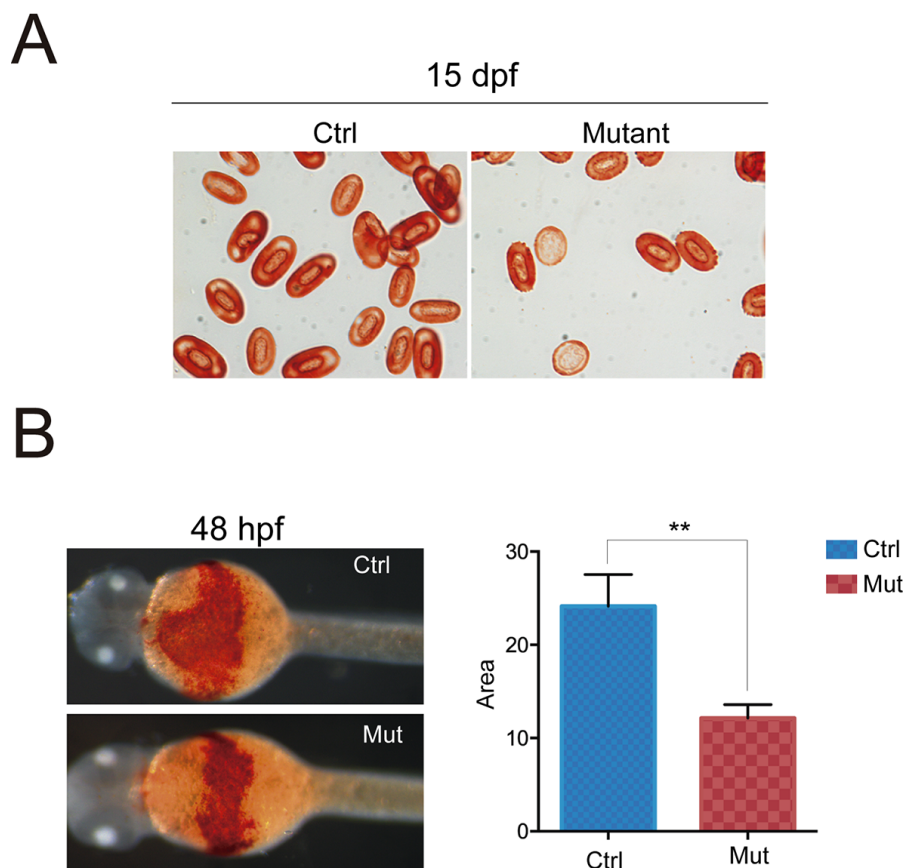 A
15 dpf
Ctrl Mutant
B
48 hpf
Ctrl
Mut
**
30
20
10
0
Area
Ctrl Mut
Ctrl
Mut